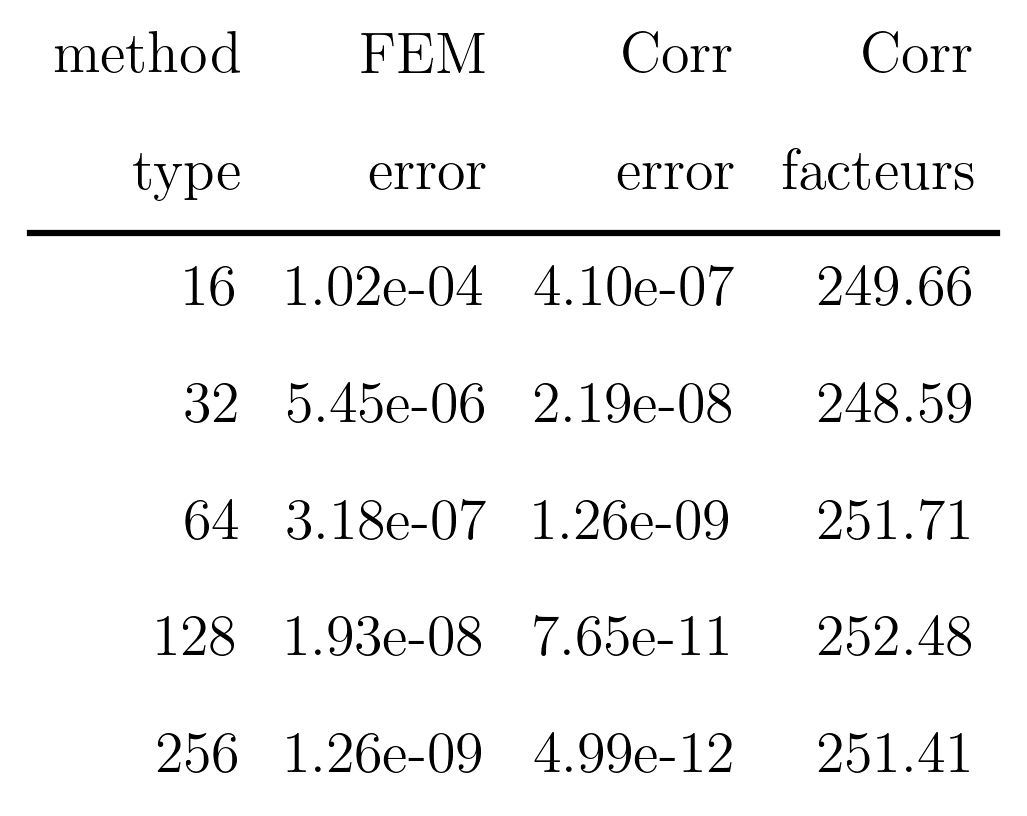 method FEM Corr Corr
type error error facteurs
16 1.02e-04 4.10e-07 249.66
32 5.45e-06 2.19e-08 248.59
64 3.18e-07 1.26e-09 251.71
128 1.93e-08 7.65e-11 252.48
256 1.26e-09 4.99e-12 251.41